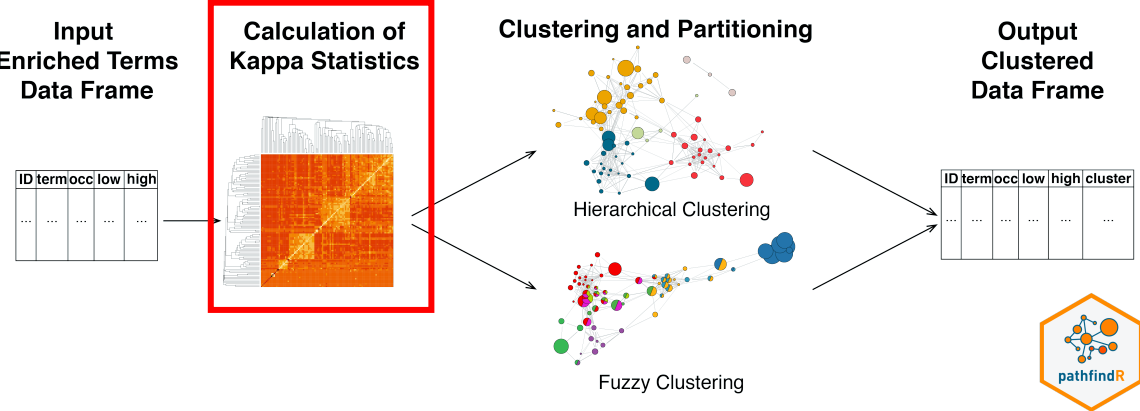 Input
Enriched Terms
Data Frame
Calculation of
Kappa Statistics
Clustering and Partitioning
Output
Clustered
Data Frame
ID term occ low high
... ... ... ... ...
Hierarchical Clustering
Fuzzy Clustering
ID term occ low high cluster
... ... ... ... ... ...
pathfindR